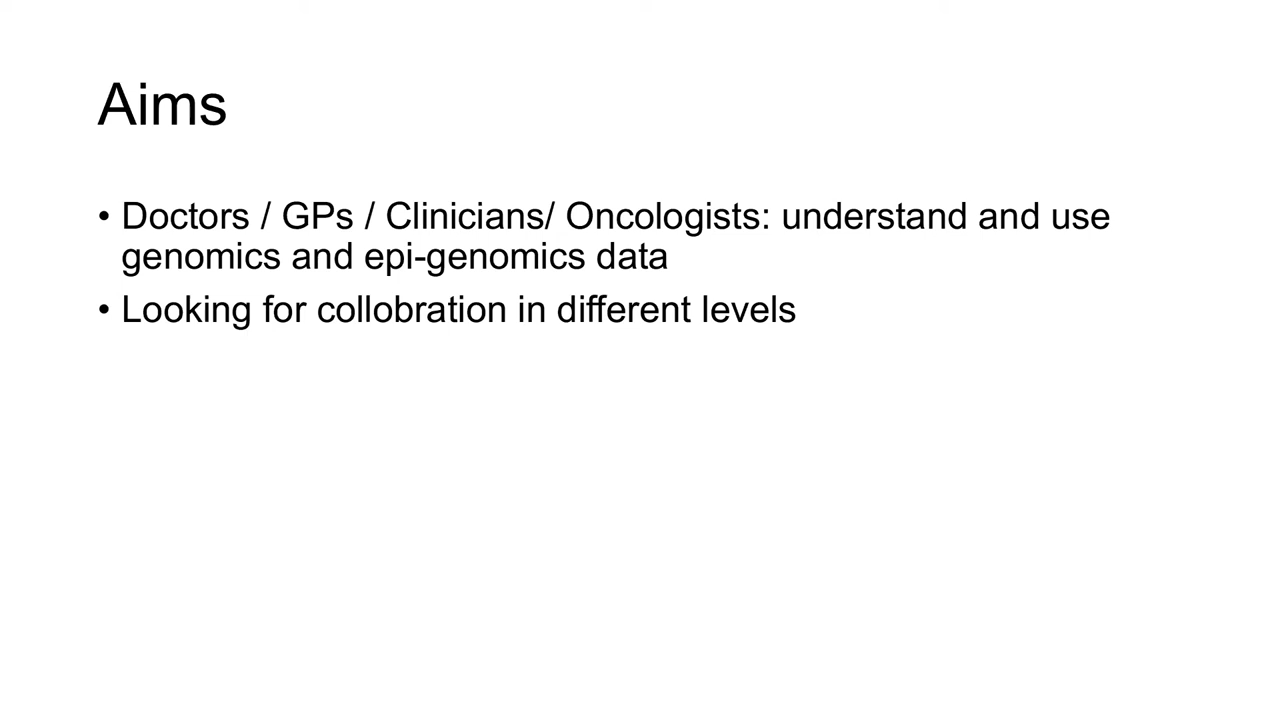 Aims
• Doctors / GPs / Clinicians/ Oncologists: understand and use
genomics and epi-genomics data
• Looking for collobration in different levels